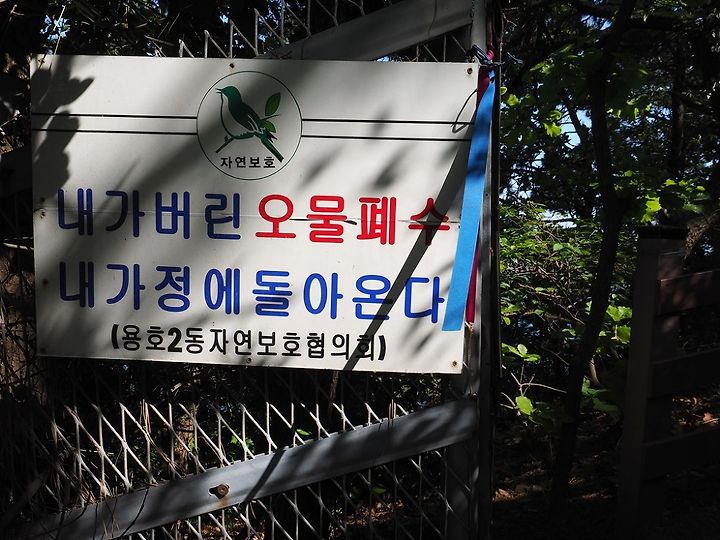 자연보호
내가버린 오물폐수
내가정에돌아온다
(용호2동자연보호협의회)